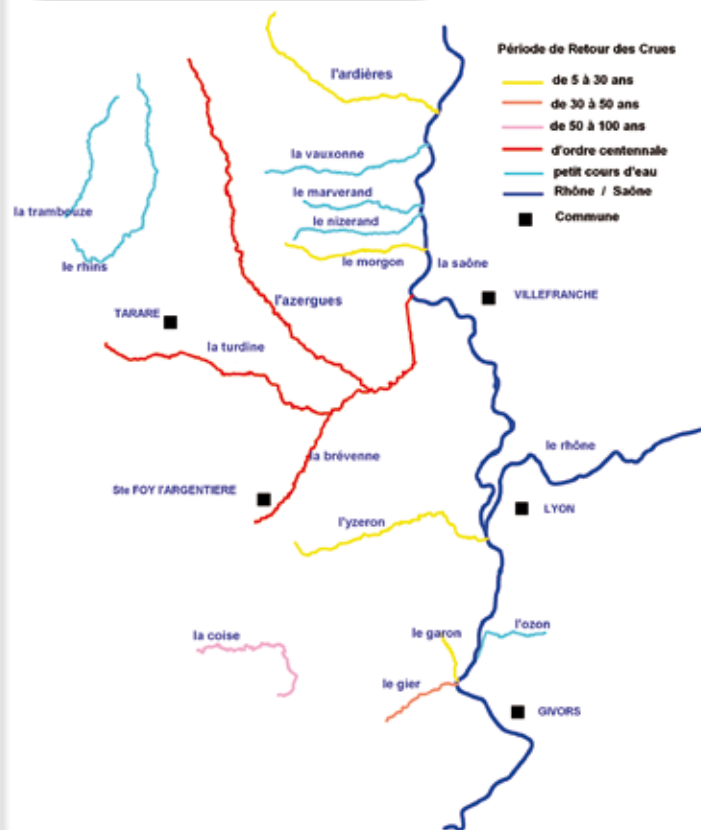 Période de Retour des Crues
de 5 à 30 ans
de 30 à 50 ans
de 50 à 100 ans
d'ordre centennale
petit cours d'eau
Rhône / Saône
Commune
l'ardières
la vauxonne
le marverand
la trambouze
le nizerand
le morgon
la saône
le rhins
l'azergues
VILLEFRANCHE
TARARE
la turdine
le rhône
la brévenne
Ste FOY l'ARGENTIERE
LYON
l'yzeron
l'ozon
la coise
le garon
le gier
GIVORS